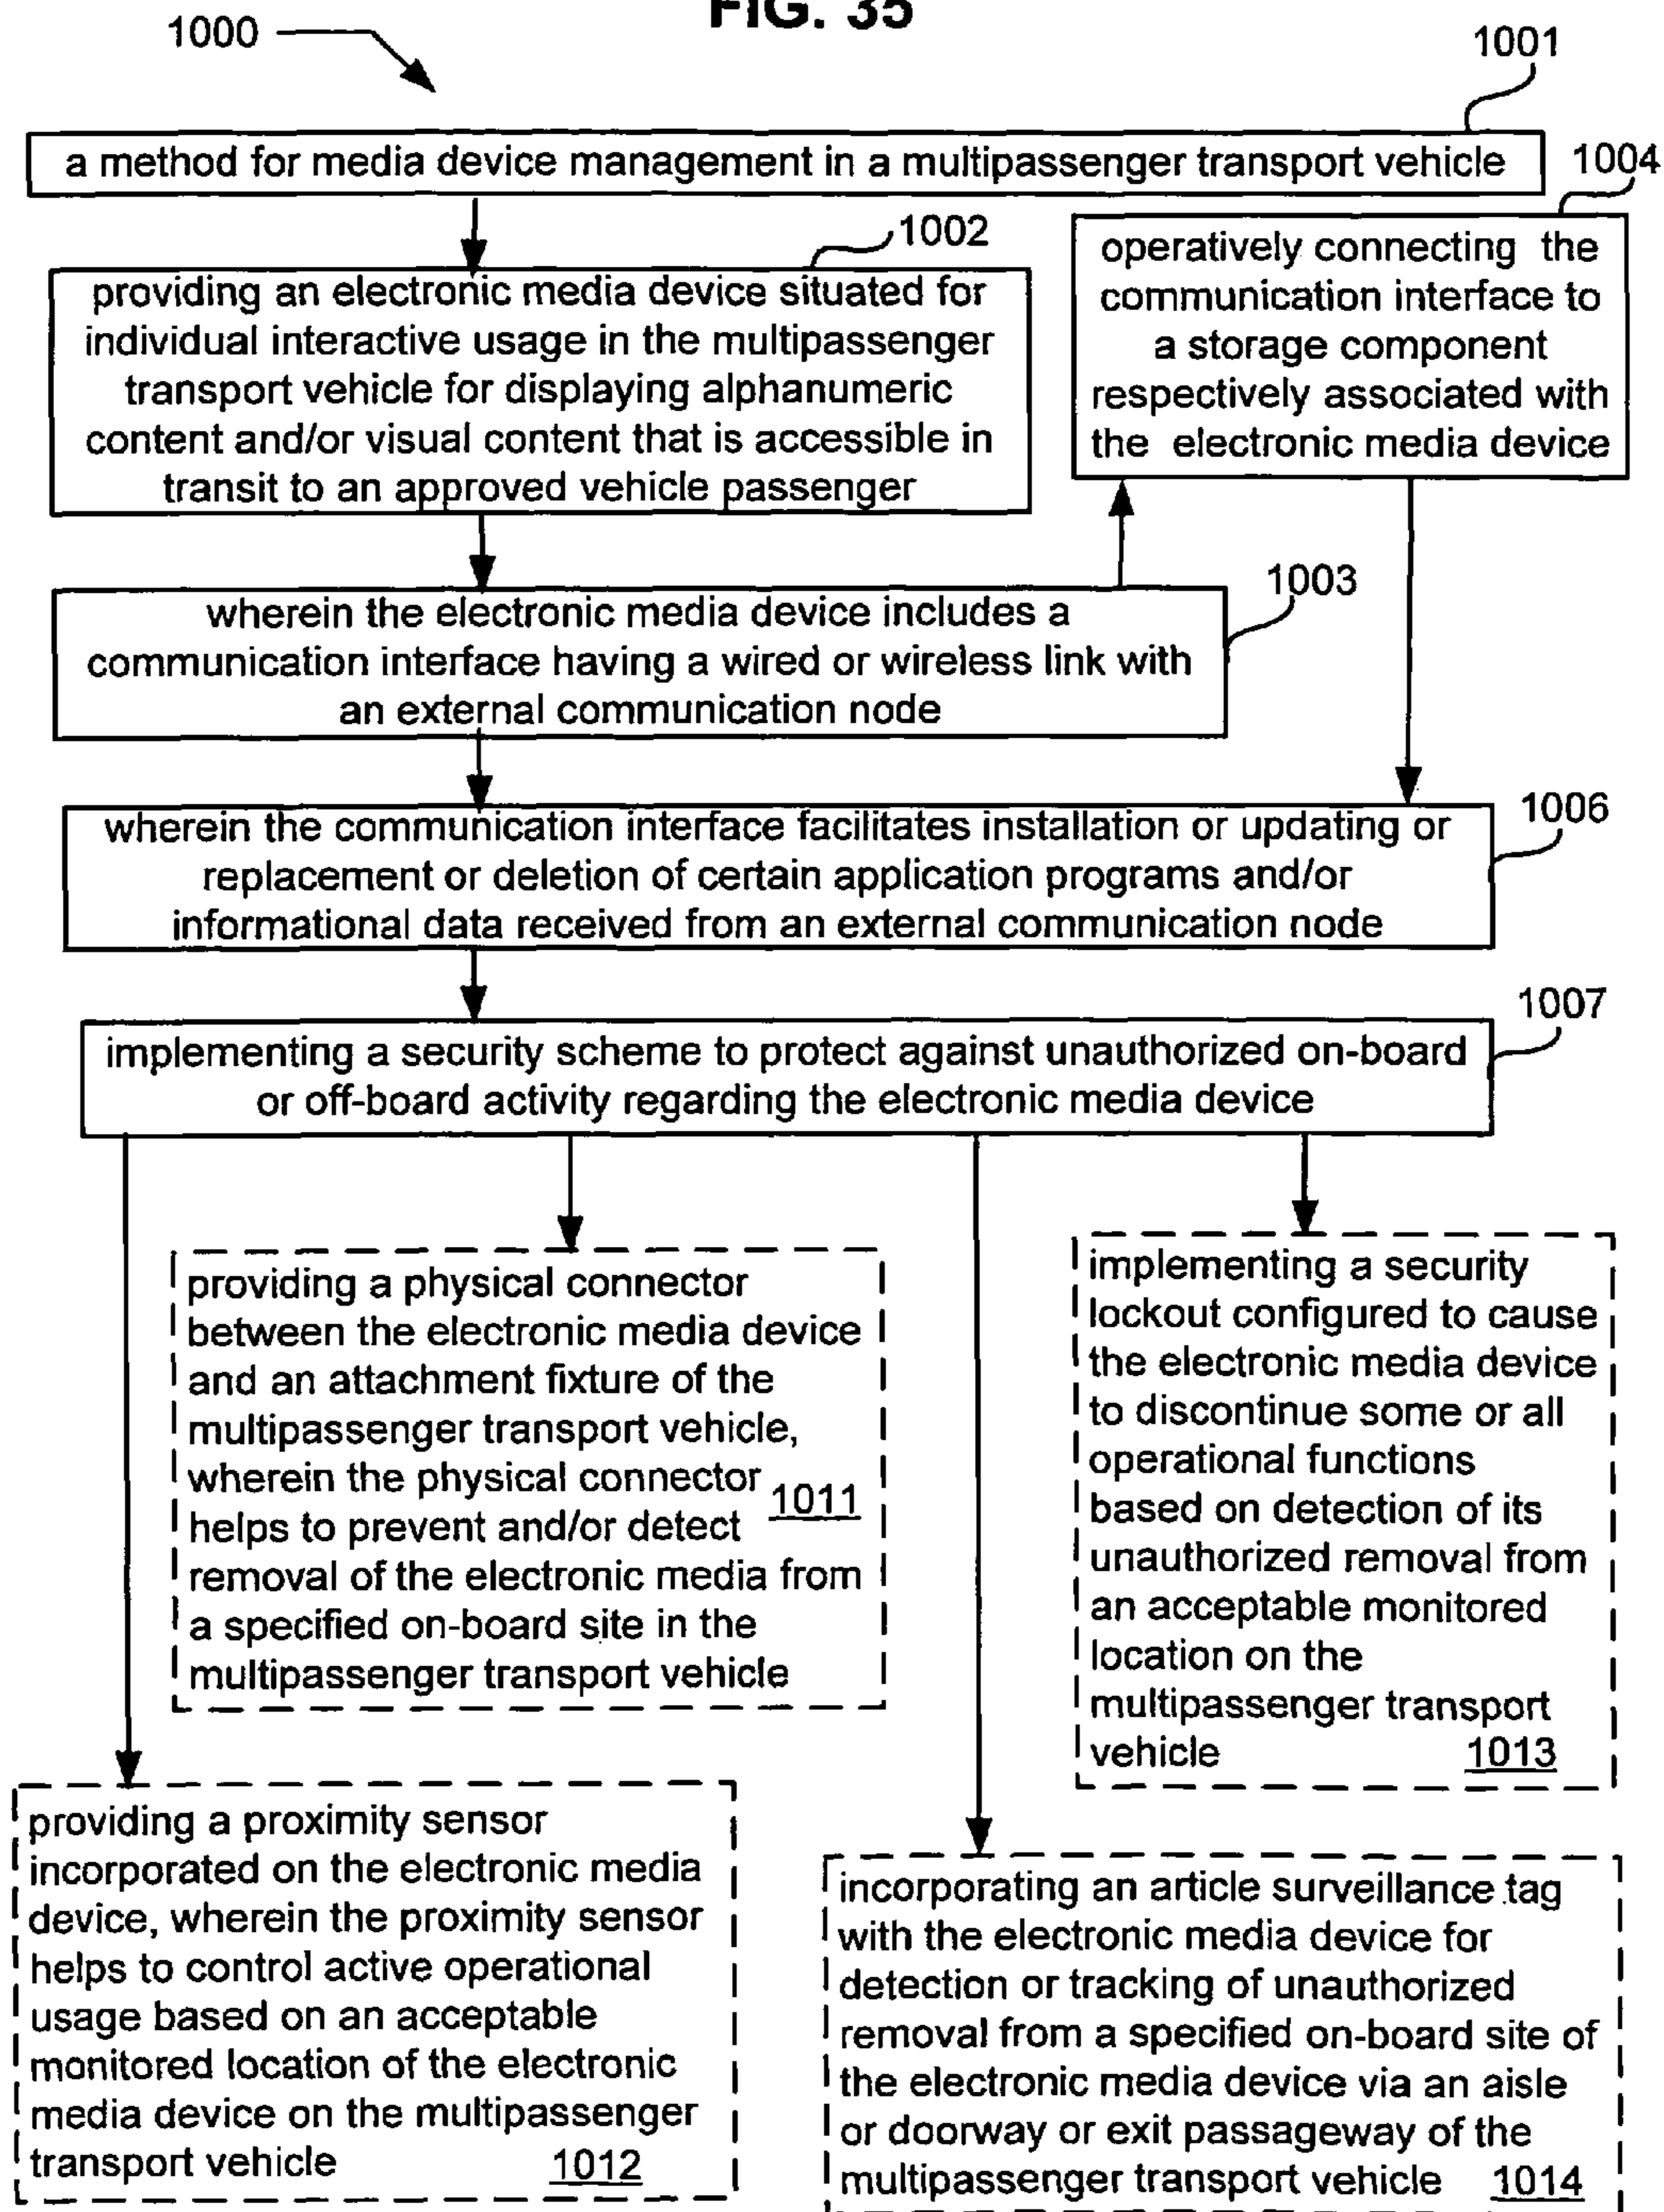 FIG. 35
1000
1001
a method for media device management in a multipassenger transport vehicle
1004
1002
providing an electronic media device situated for
individual interactive usage in the multipassenger
transport vehicle for displaying alphanumeric
content and/or visual content that is accessible in
transit to an approved vehicle passenger
operatively connecting the
communication interface to
a storage component
respectively associated with
the electronic media device
1003
wherein the electronic media device includes a
communication interface having a wired or wireless link with
an external communication node
1006
wherein the communication interface facilitates installation or updating or
replacement or deletion of certain application programs and/or
informational data received from an external communication node
1007
implementing a security scheme to protect against unauthorized on-board
or off-board activity regarding the electronic media device
providing a physical connector
between the electronic media device
and an attachment fixture of the
multipassenger transport vehicle,
wherein the physical connector
1011
helps to prevent and/or detect
removal of the electronic media from
a specified on-board site in the
multipassenger transport vehicle
implementing a security
lockout configured to cause
the electronic media device
to discontinue some or all
operational functions
based on detection of its
unauthorized removal from
an acceptable monitored
location on the
multipassenger transport
vehicle 1013
providing a proximity sensor
incorporated on the electronic media
device, wherein the proximity sensor
helps to control active operational
usage based on an acceptable
monitored location of the electronic
media device on the multipassenger
transport vehicle 1012
incorporating an article surveillance tag
with the electronic media device for
detection or tracking of unauthorized
removal from a specified on-board site of
the electronic media device via an aisle
or doorway or exit passageway of the
multipassenger transport vehicle 1014